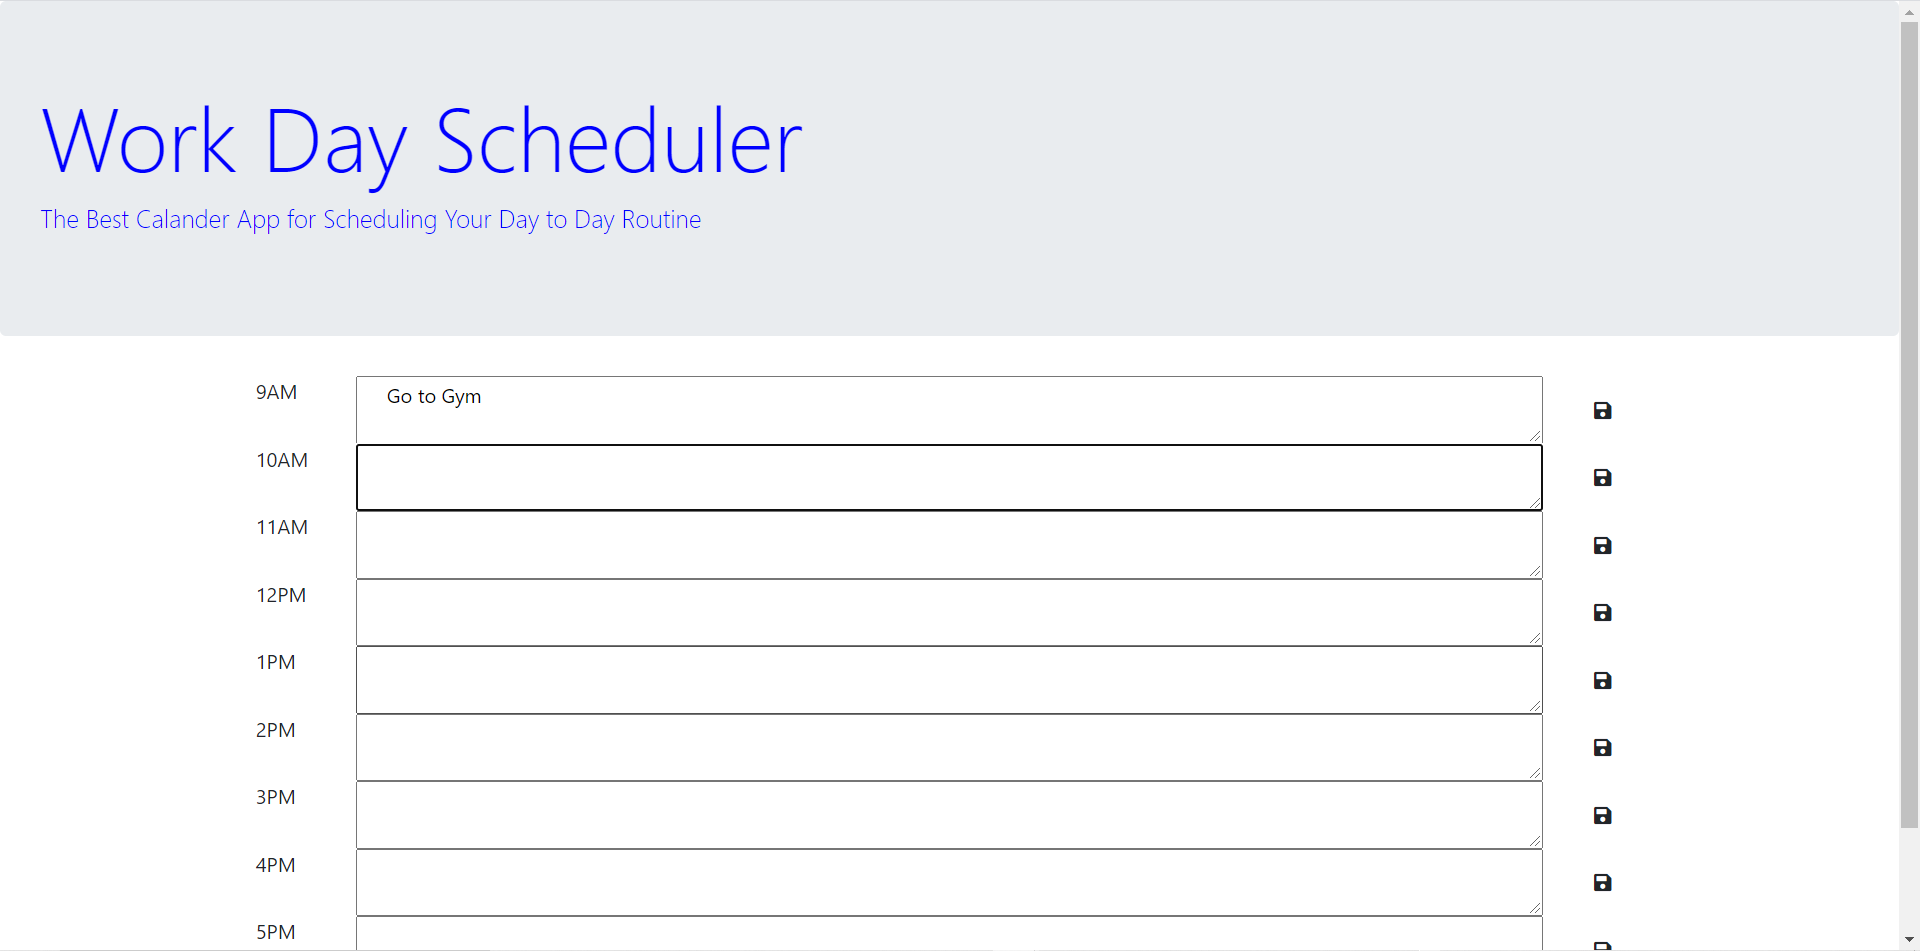 Work Day Scheduler
The Best Calander App for Scheduling Your Day to Day Routine
9AM
Go to Gym
10AM
11AM
12PM
1PM
2PM
3PM
4PM
5PM